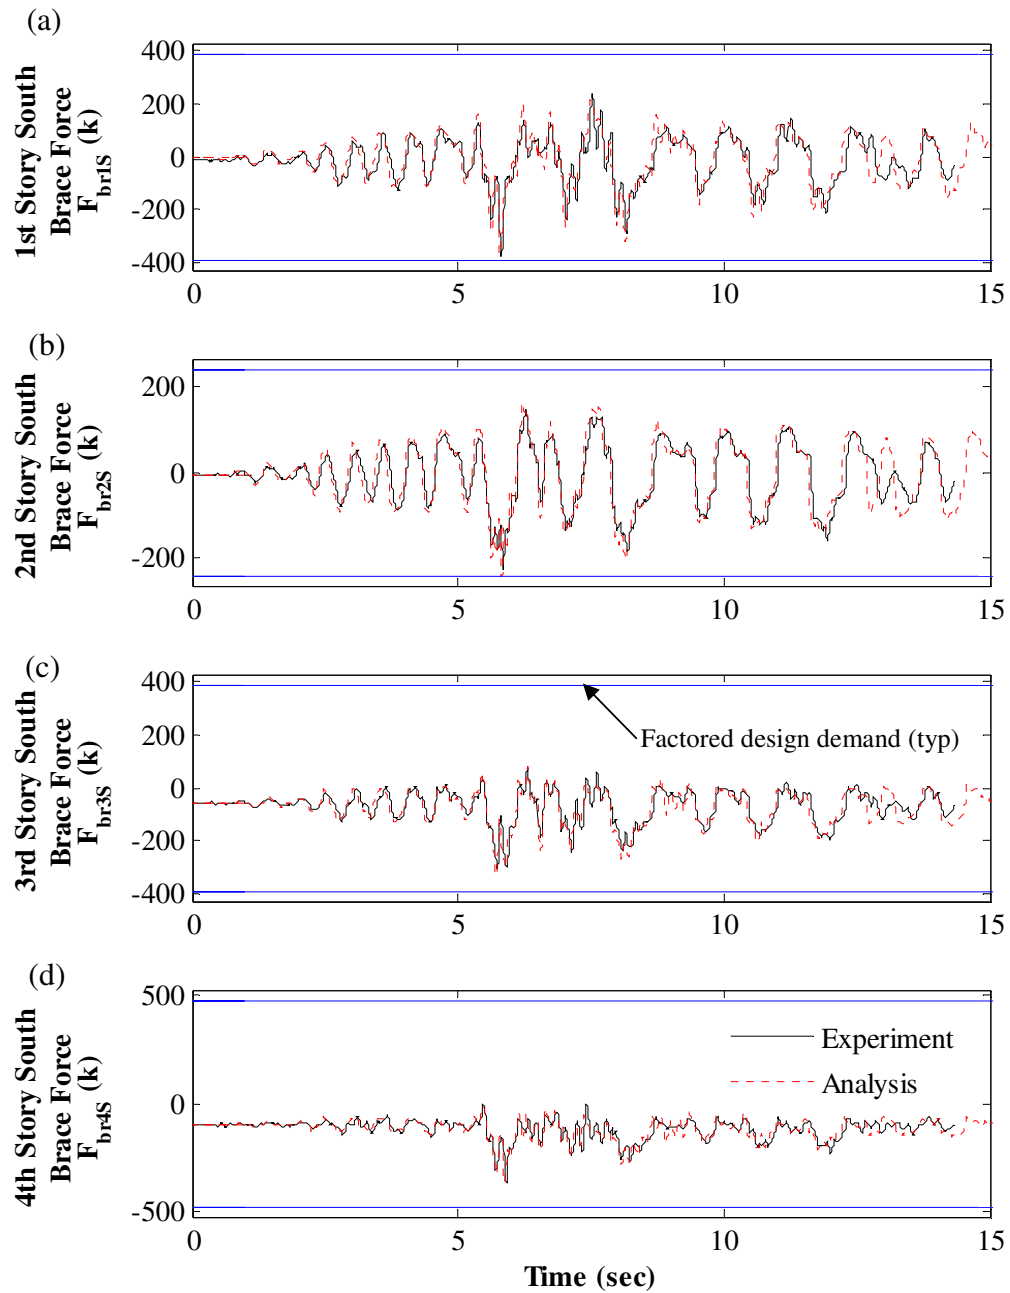 (a)
1st Story South
Brace Force
F_br1S (k)
400
200
0
-200
-400
0
5
10
15
(b)
2nd Story South
Brace Force
F_br2S (k)
200
0
-200
0
5
10
15
(c)
3rd Story South
Brace Force
F_br3S (k)
400
200
0
-200
-400
Factored design demand (typ)
0
5
10
15
(d)
4th Story South
Brace Force
F_br4S (k)
500
0
-500
Experiment
Analysis
0
5
10
15
Time (sec)